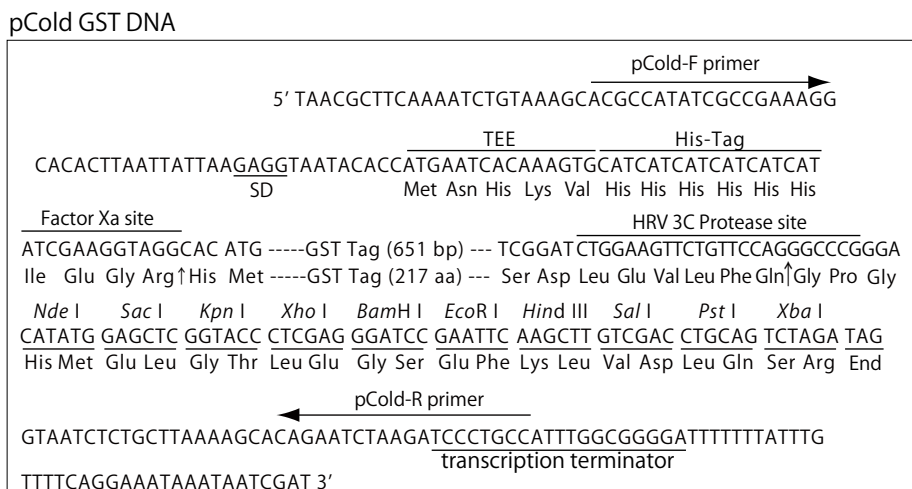 pCold GST DNA
pCold-F primer
5’ TAACGCTTCAAAATCTGTAAAGCACGCCATATCGCCGAAAGG
TEE His-Tag
CACACTTAATTATTAAGAGGTAATACACCATGAATCACAAAGTGCATCATCATCATCATCAT
SD Met Asn His Lys Val His His His His His His
Factor Xa site HRV 3C Protease site
ATCGAAGGTAGGCAC ATG -----GST Tag (651 bp) --- TCGGATCTGGAAGTTCTGTTCCAGGGGCCCGGGA
Ile Glu Gly Arg↑His Met -----GST Tag (217 aa) -- Ser Asp Leu Glu Val Leu Phe Gln↑Gly Pro Gly
Nde I Sac I Kpn I Xho I BamH I EcoR I Hind III Sal I Pst I Xba I
CATATG GAGCTC GGTACC CTCGAG GGATCC GAATTC AAGCTT GTCGAC CTGCAG TCTAGA TAG
His Met Glu Leu Gly Thr Leu Glu Gly Ser Glu Phe Lys Leu Val Asp Leu Gln Ser Arg End
pCold-R primer
GTAATCTCTGCTTAAAAGCACAGAATCTAAGATCCCTGCCATTTGGCGGGGATTTTTTTATTTG
transcription terminator
TTTTCAGGAAATAAATAATCGAT 3’